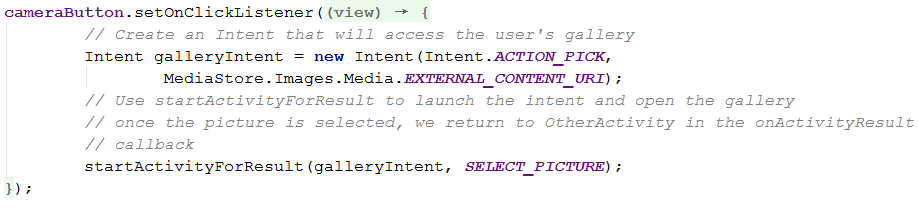 cameraButton.setOnClickListener((view) → {
// Create an Intent that will access the user's gallery
Intent galleryIntent = new Intent(Intent.ACTION_PICK,
MediaStore.Images.Media.EXTERNAL_CONTENT_URI);
// Use startActivityForResult to launch the intent and open the gallery
// once the picture is selected, we return to OtherActivity in the onActivityResult
// callback
startActivityForResult(galleryIntent, SELECT_PICTURE);
});